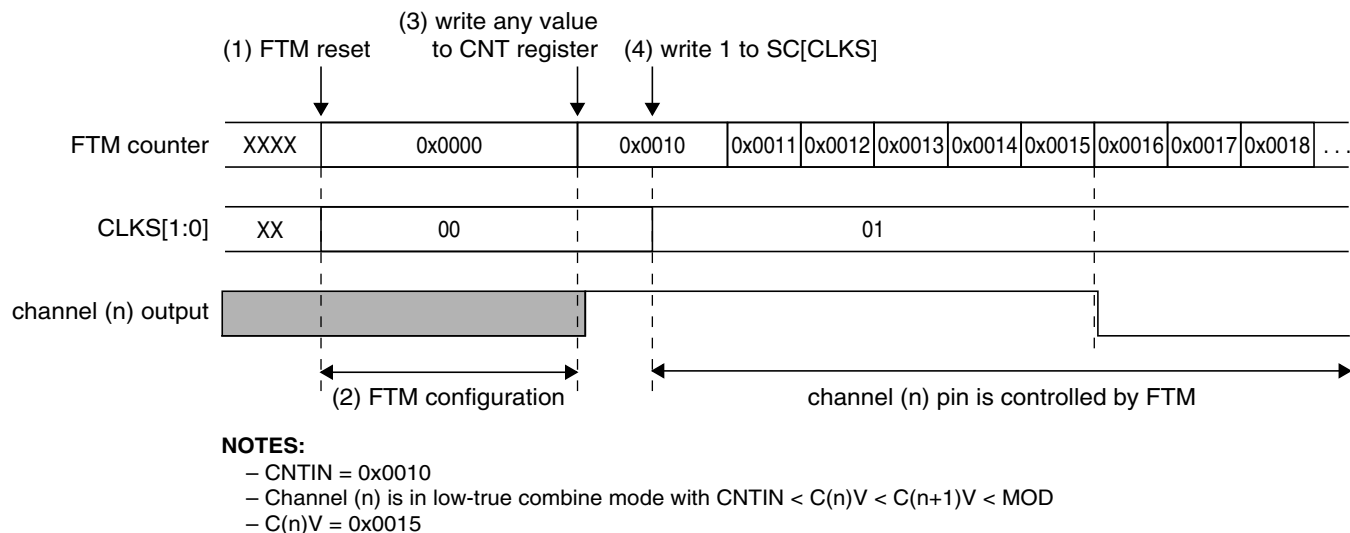 (3) write any value
(1) FTM reset to CNT register (4) write 1 to SC[CLKS]
FTM counter XXXX 0x0000 0x0010 0x0011 0x0012 0x0013 0x0014 0x0015 0x0016 0x0017 0x0018 . . .
CLKS[1:0] XX 00 01
channel (n) output
(2) FTM configuration channel (n) pin is controlled by FTM
NOTES:
– CNTIN = 0x0010
– Channel (n) is in low-true combine mode with CNTIN < C(n)V < C(n+1)V < MOD
– C(n)V = 0x0015